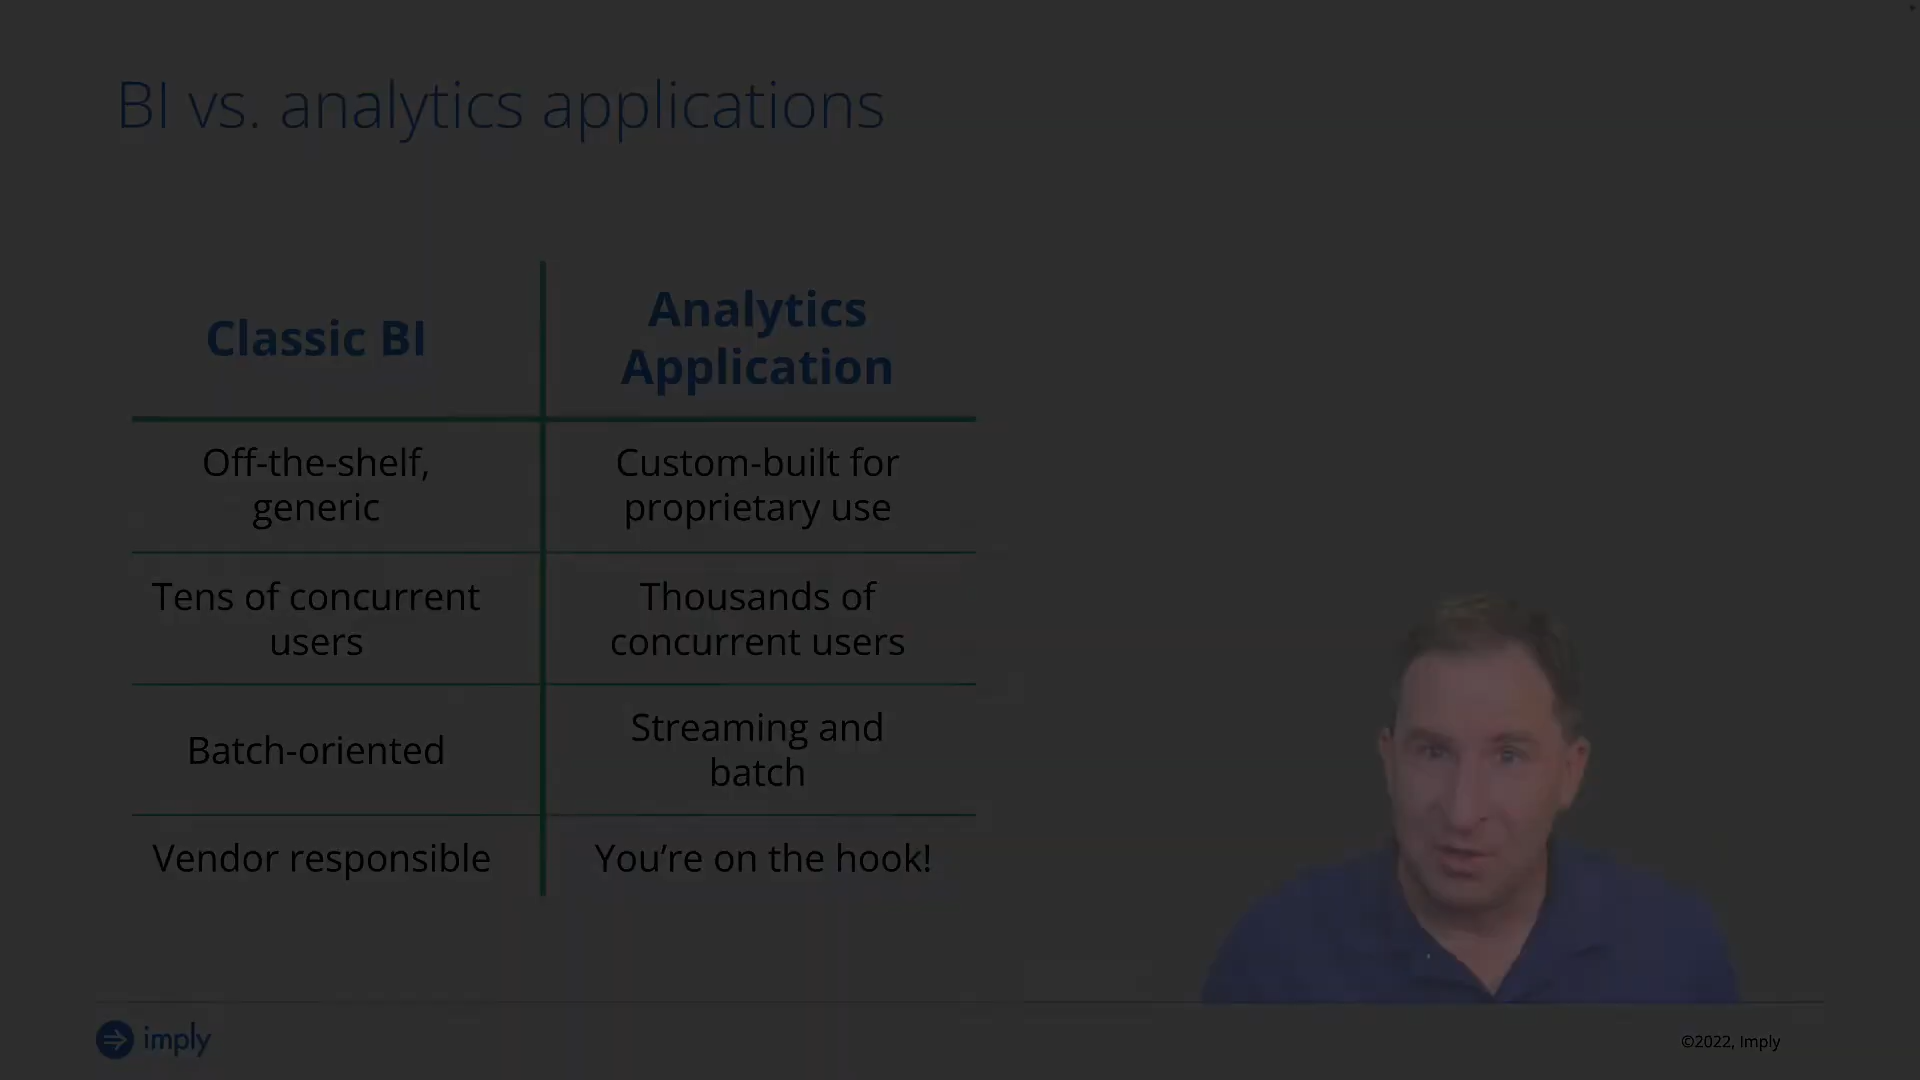 BI vs. analytics applications
Classic BI
Analytics
Application
Off-the-shelf,
generic
Custom-built for
proprietary use
Tens of concurrent
users
Thousands of
concurrent users
Batch-oriented
Streaming and
batch
Vendor responsible
You’re on the hook!
imply
©2022, Imply